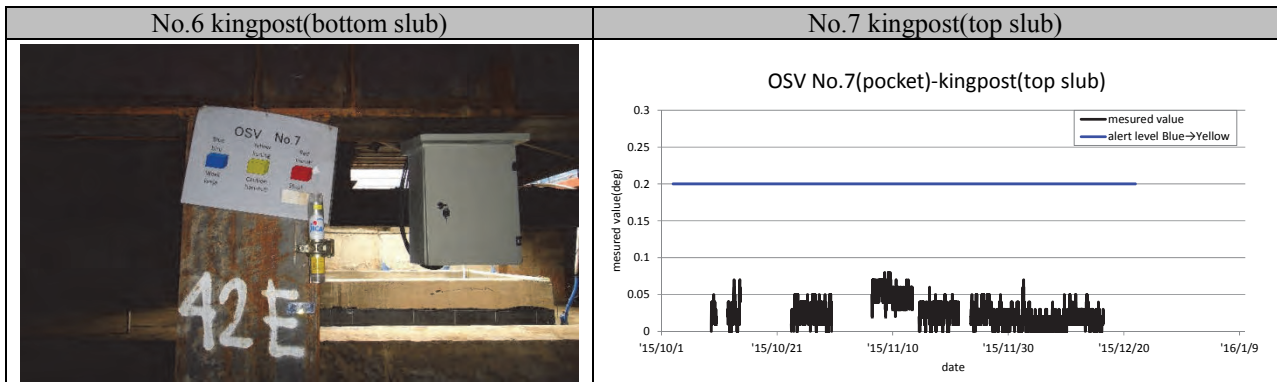 No.6 kingpost(bottom slub)
No.7 kingpost(top slub)
OSV No.7
42E
OSV No.7(pocket)-kingpost(top slub)
mesured value
alert level Blue→Yellow
mesured value(deg)
0.3
0.25
0.2
0.15
0.1
0.05
0
'15/10/1 '15/10/21 '15/11/10 '15/11/30 '15/12/20 '16/1/9
date